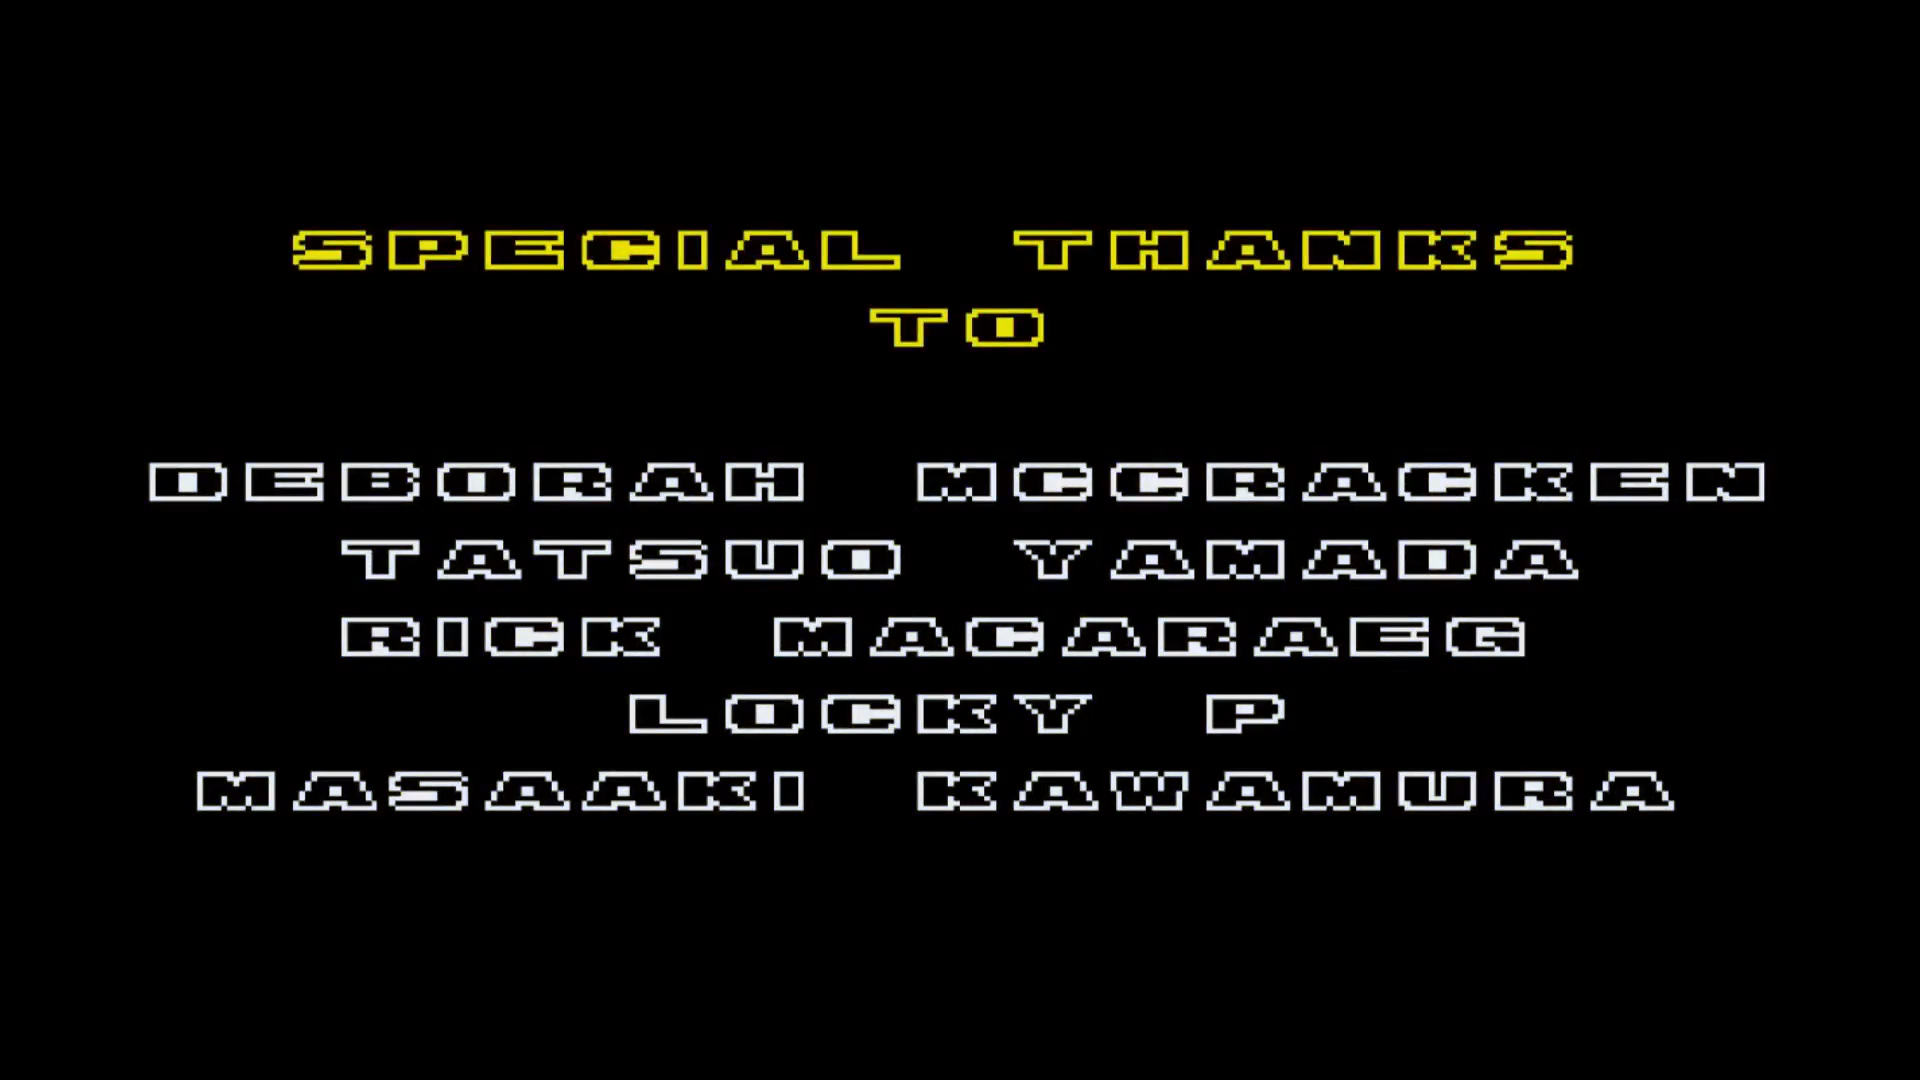 SPECIAL THANKS
TO
DEBORAH MCCRACKEN
TATSUO YAMADA
RICK MACARAEG
LOCKY P
MASAAKI KAWAMURA